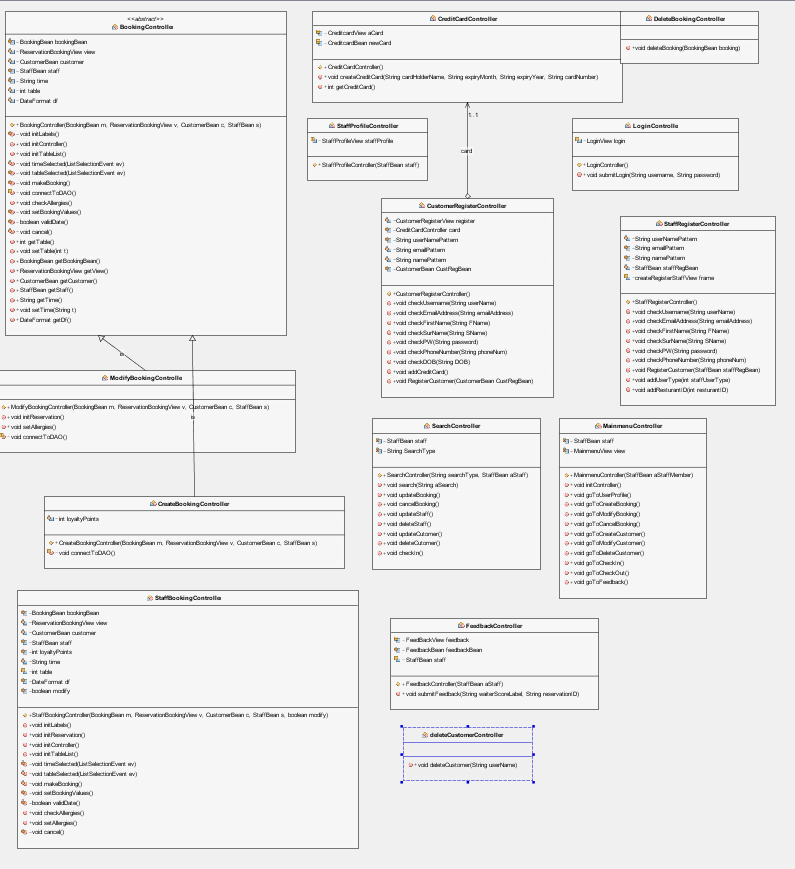 <<abstract>>
BookingController
- BookingBean bookingBean
- ReservationBookingView view
- CustomerBean customer
- StaffBean staff
- String time
- int table
- DateFormat df
+ BookingController(BookingBean m, ReservationBookingView v, CustomerBean c, StaffBean s)
- void initLabels()
+ void initController()
+ void initTableList()
- void timeSelected(ListSelectionEvent ev)
- void tableSelected(ListSelectionEvent ev)
- void makeBooking()
- void connectToDAO()
+ void checkAllergies()
- void setBookingValues()
- boolean validDate()
- void cancel()
+ int getTable()
+ void setTable(int t)
+ BookingBean getBookingBean()
+ ReservationBookingView getView()
+ CustomerBean getCustomer()
+ StaffBean getStaff()
+ String getTime()
+ void setTime(String t)
+ DateFormat getDf()
CreditCardController
- CreditcardView aCard
- CreditcardBean newCard
+ CreditCardController()
+ void createCreditCard(String cardHolderName, String expiryMonth, String expiryYear, String cardNumber)
+ int getCreditCard()
DeleteBookingController
+void deleteBooking(BookingBean booking)
1..1
card
StaffProfileController
- StaffProfileView staffProfile
+ StaffProfileController(StaffBean staff)
LoginControlle
- LoginView login
+ LoginController()
+ void submitLogin(String username, String password)
CustomerRegisterController
-CustomerRegisterView register
-CreditCardController card
-String userNamePattern
-String emailPattern
-String namePattern
-CustomerBean CustRegBean
+CustomerRegisterController()
+void checkUsername(String userName)
+void checkEmailAddress(String emailAddress)
+void checkFirstName(String FName)
+void checkSurName(String SName)
+void checkPW(String password)
+void checkPhoneNumber(String phoneNum)
+void checkDOB(String DOB)
+void addCreditCard()
+void RegisterCustomer(CustomerBean CustRegBean)
StaffRegisterController
-String userNamePattern
-String emailPattern
-String namePattern
-StaffBean staffRegBean
-createRegisterStaffView frame
+StaffRegisterController()
+void checkUsername(String userName)
+void checkEmailAddress(String emailAddress)
+void checkFirstName(String FName)
+void checkSurName(String SName)
+void checkPW(String password)
+void checkPhoneNumber(String phoneNum)
+void RegisterCustomer(StaffBean staffRegBean)
+void addUserType(int staffUserType)
+void addResturantID(int resturantID)
ModifyBookingController
+ModifyBookingController(BookingBean m, ReservationBookingView v, CustomerBean c, StaffBean s)
+void initReservation()
+void setAllergies()
-void connectToDAO()
CreateBookingController
- int loyaltyPoints
+ CreateBookingController(BookingBean m, ReservationBookingView v, CustomerBean c, StaffBean s)
- void connectToDAO()
SearchController
- StaffBean staff
- String SearchType
+ SearchController(String searchType, StaffBean aStaff)
+ void search(String aSearch)
+ void updateBooking()
+ void cancelBooking()
+ void updateStaff()
+ void deleteStaff()
+ void updateCutomer()
+ void deleteCutomer()
+ void checkIn()
MainmenuController
- StaffBean staff
- MainmenuView view
+ MainmenuController(StaffBean aStaffMember)
+ void initController()
+ void goToUserProfile()
+ void goToCreateBooking()
+ void goToModifyBooking()
+ void goToCancelBooking()
+ void goToCreateCustomer()
+ void goToModifyCustomer()
+ void goToDeleteCustomer()
+ void goToCheckIn()
+ void goToCheckOut()
+ void goToFeedback()
StaffBookingController
-BookingBean bookingBean
-ReservationBookingView view
-CustomerBean customer
-StaffBean staff
-int loyaltyPoints
-String time
-int table
-DateFormat df
-boolean modify
+StaffBookingController(BookingBean m, ReservationBookingView v, CustomerBean c, StaffBean s, boolean modify)
+void initLabels()
+void initReservation()
+void initController()
+void initTableList()
-void timeSelected(ListSelectionEvent ev)
-void tableSelected(ListSelectionEvent ev)
-void makeBooking()
-void setBookingValues()
-boolean validDate()
+void checkAllergies()
+void setAllergies()
-void cancel()
FeedbackController
- FeedBackView feedback
- FeedbackBean feedbackBean
- StaffBean staff
+ FeedbackController(StaffBean aStaff)
+ void submitFeedback(String waiterScoreLabel, String reservationID)
deleteCustomerController
+ void deleteCustomer(String userName)